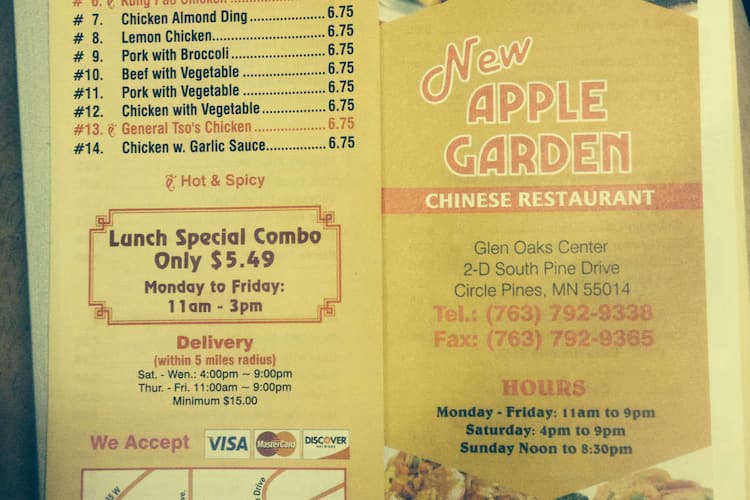 # 6. Kung Pao Chicken
# 7. Chicken Almond Ding 6.75
# 8. Lemon Chicken 6.75
# 9. Pork with Broccoli 6.75
#10. Beef with Vegetable 6.75
#11. Pork with Vegetable 6.75
#12. Chicken with Vegetable 6.75
#13. General Tso's Chicken 6.75
#14. Chicken w. Garlic Sauce 6.75
Hot & Spicy
Lunch Special Combo
Only $5.49
Monday to Friday:
11am - 3pm
Delivery
(within 5 miles radius)
Sat. - Wen.: 4:00pm ~ 9:00pm
Thur. - Fri. 11:00am ~ 9:00pm
Minimum $15.00
We Accept VISA MasterCard DISCOVER
NETWORK
New
APPLE
GARDEN
CHINESE RESTAURANT
Glen Oaks Center
2-D South Pine Drive
Circle Pines, MN 55014
Tel.: (763) 792-9338
Fax: (763) 792-9365
HOURS
Monday - Friday: 11am to 9pm
Saturday: 4pm to 9pm
Sunday Noon to 8:30pm